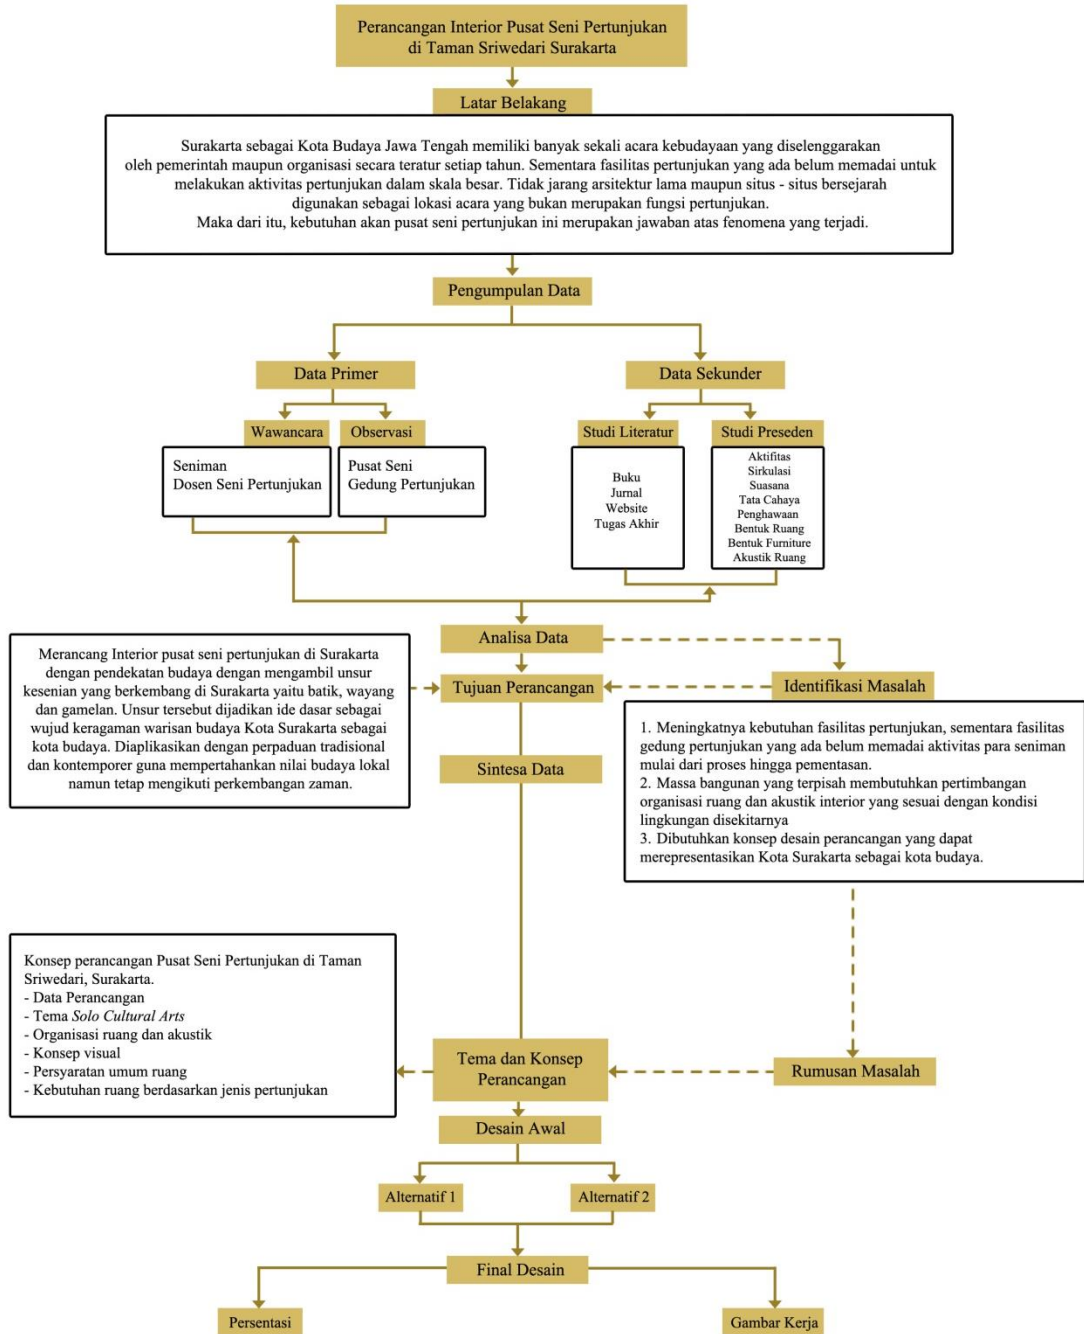 Perancangan Interior Pusat Seni Pertunjukan
di Taman Sriwedari Surakarta
Latar Belakang
Surakarta sebagai Kota Budaya Jawa Tengah memiliki banyak sekali acara kebudayaan yang diselenggarakan
oleh pemerintah maupun organisasi secara teratur setiap tahun. Sementara fasilitas pertunjukan yang ada belum memadai untuk
melakukan aktivitas pertunjukan dalam skala besar. Tidak jarang arsitektur lama maupun situs - situs bersejarah
digunakan sebagai lokasi acara yang bukan merupakan fungsi pertunjukan.
Maka dari itu, kebutuhan akan pusat seni pertunjukan ini merupakan jawaban atas fenomena yang terjadi.
Pengumpulan Data
Data Primer
Data Sekunder
Wawancara
Observasi
Studi Literatur
Studi Preseden
Seniman
Dosen Seni Pertunjukan
Pusat Seni
Gedung Pertunjukan
Buku
Jurnal
Website
Tugas Akhir
Aktifitas
Sirkulasi
Suasana
Tata Cahaya
Penghawaan
Bentuk Ruang
Bentuk Furniture
Akustik Ruang
Analisa Data
Merancang Interior pusat seni pertunjukan di Surakarta
dengan pendekatan budaya dengan mengambil unsur
kesenian yang berkembang di Surakarta yaitu batik, wayang
dan gamelan. Unsur tersebut dijadikan ide dasar sebagai
wujud keragaman warisan budaya Kota Surakarta sebagai
kota budaya. Diaplikasikan dengan perpaduan tradisional
dan kontemporer guna mempertahankan nilai budaya lokal
namun tetap mengikuti perkembangan zaman.
Tujuan Perancangan
Identifikasi Masalah
1. Meningkatnya kebutuhan fasilitas pertunjukan, sementara fasilitas
gedung pertunjukan yang ada belum memadai aktivitas para seniman
mulai dari proses hingga pementasan.
2. Massa bangunan yang terpisah membutuhkan pertimbangan
organisasi ruang dan akustik interior yang sesuai dengan kondisi
lingkungan disekitarnya
3. Dibutuhkan konsep desain perancangan yang dapat
merepresentasikan Kota Surakarta sebagai kota budaya.
Sintesa Data
Konsep perancangan Pusat Seni Pertunjukan di Taman
Sriwedari, Surakarta.
- Data Perancangan
- Tema Solo Cultural Arts
- Organisasi ruang dan akustik
- Konsep visual
- Persyaratan umum ruang
- Kebutuhan ruang berdasarkan jenis pertunjukan
Tema dan Konsep
Perancangan
Rumusan Masalah
Desain Awal
Alternatif 1
Alternatif 2
Final Desain
Persentasi
Gambar Kerja